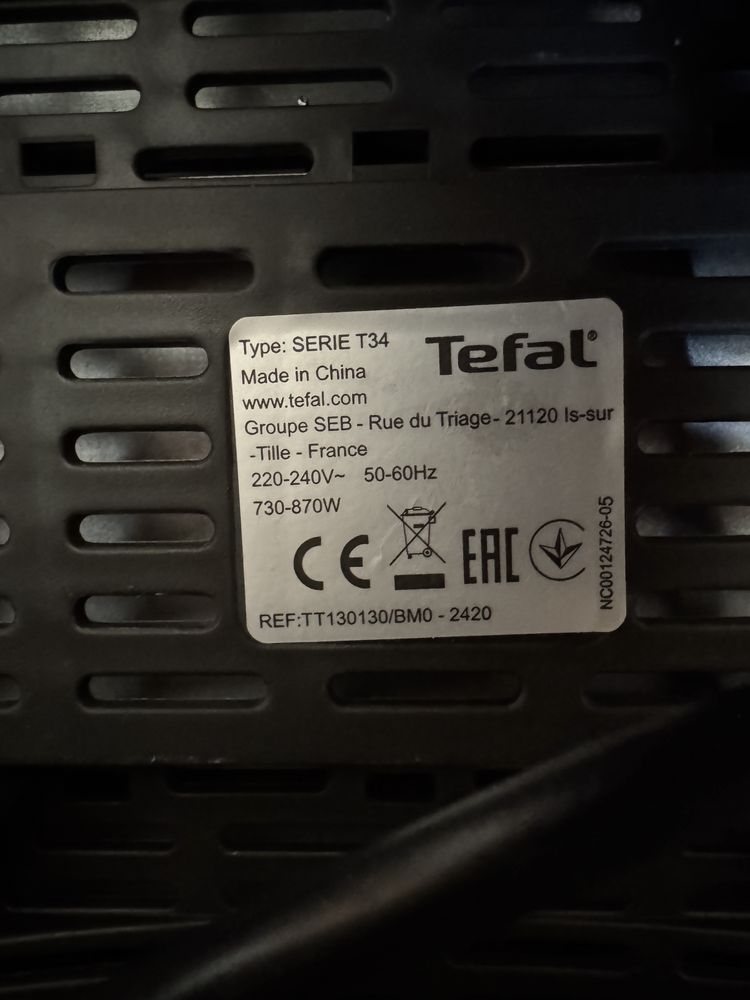 Type: SERIE T34
Tefal®
Made in China
www.tefal.com
Groupe SEB - Rue du Triage- 21120 Is-sur
-Tille - France
220-240V~ 50-60Hz
730-870W
CE
EAC
NC00124726-05
REF:TT130130/BM0 - 2420